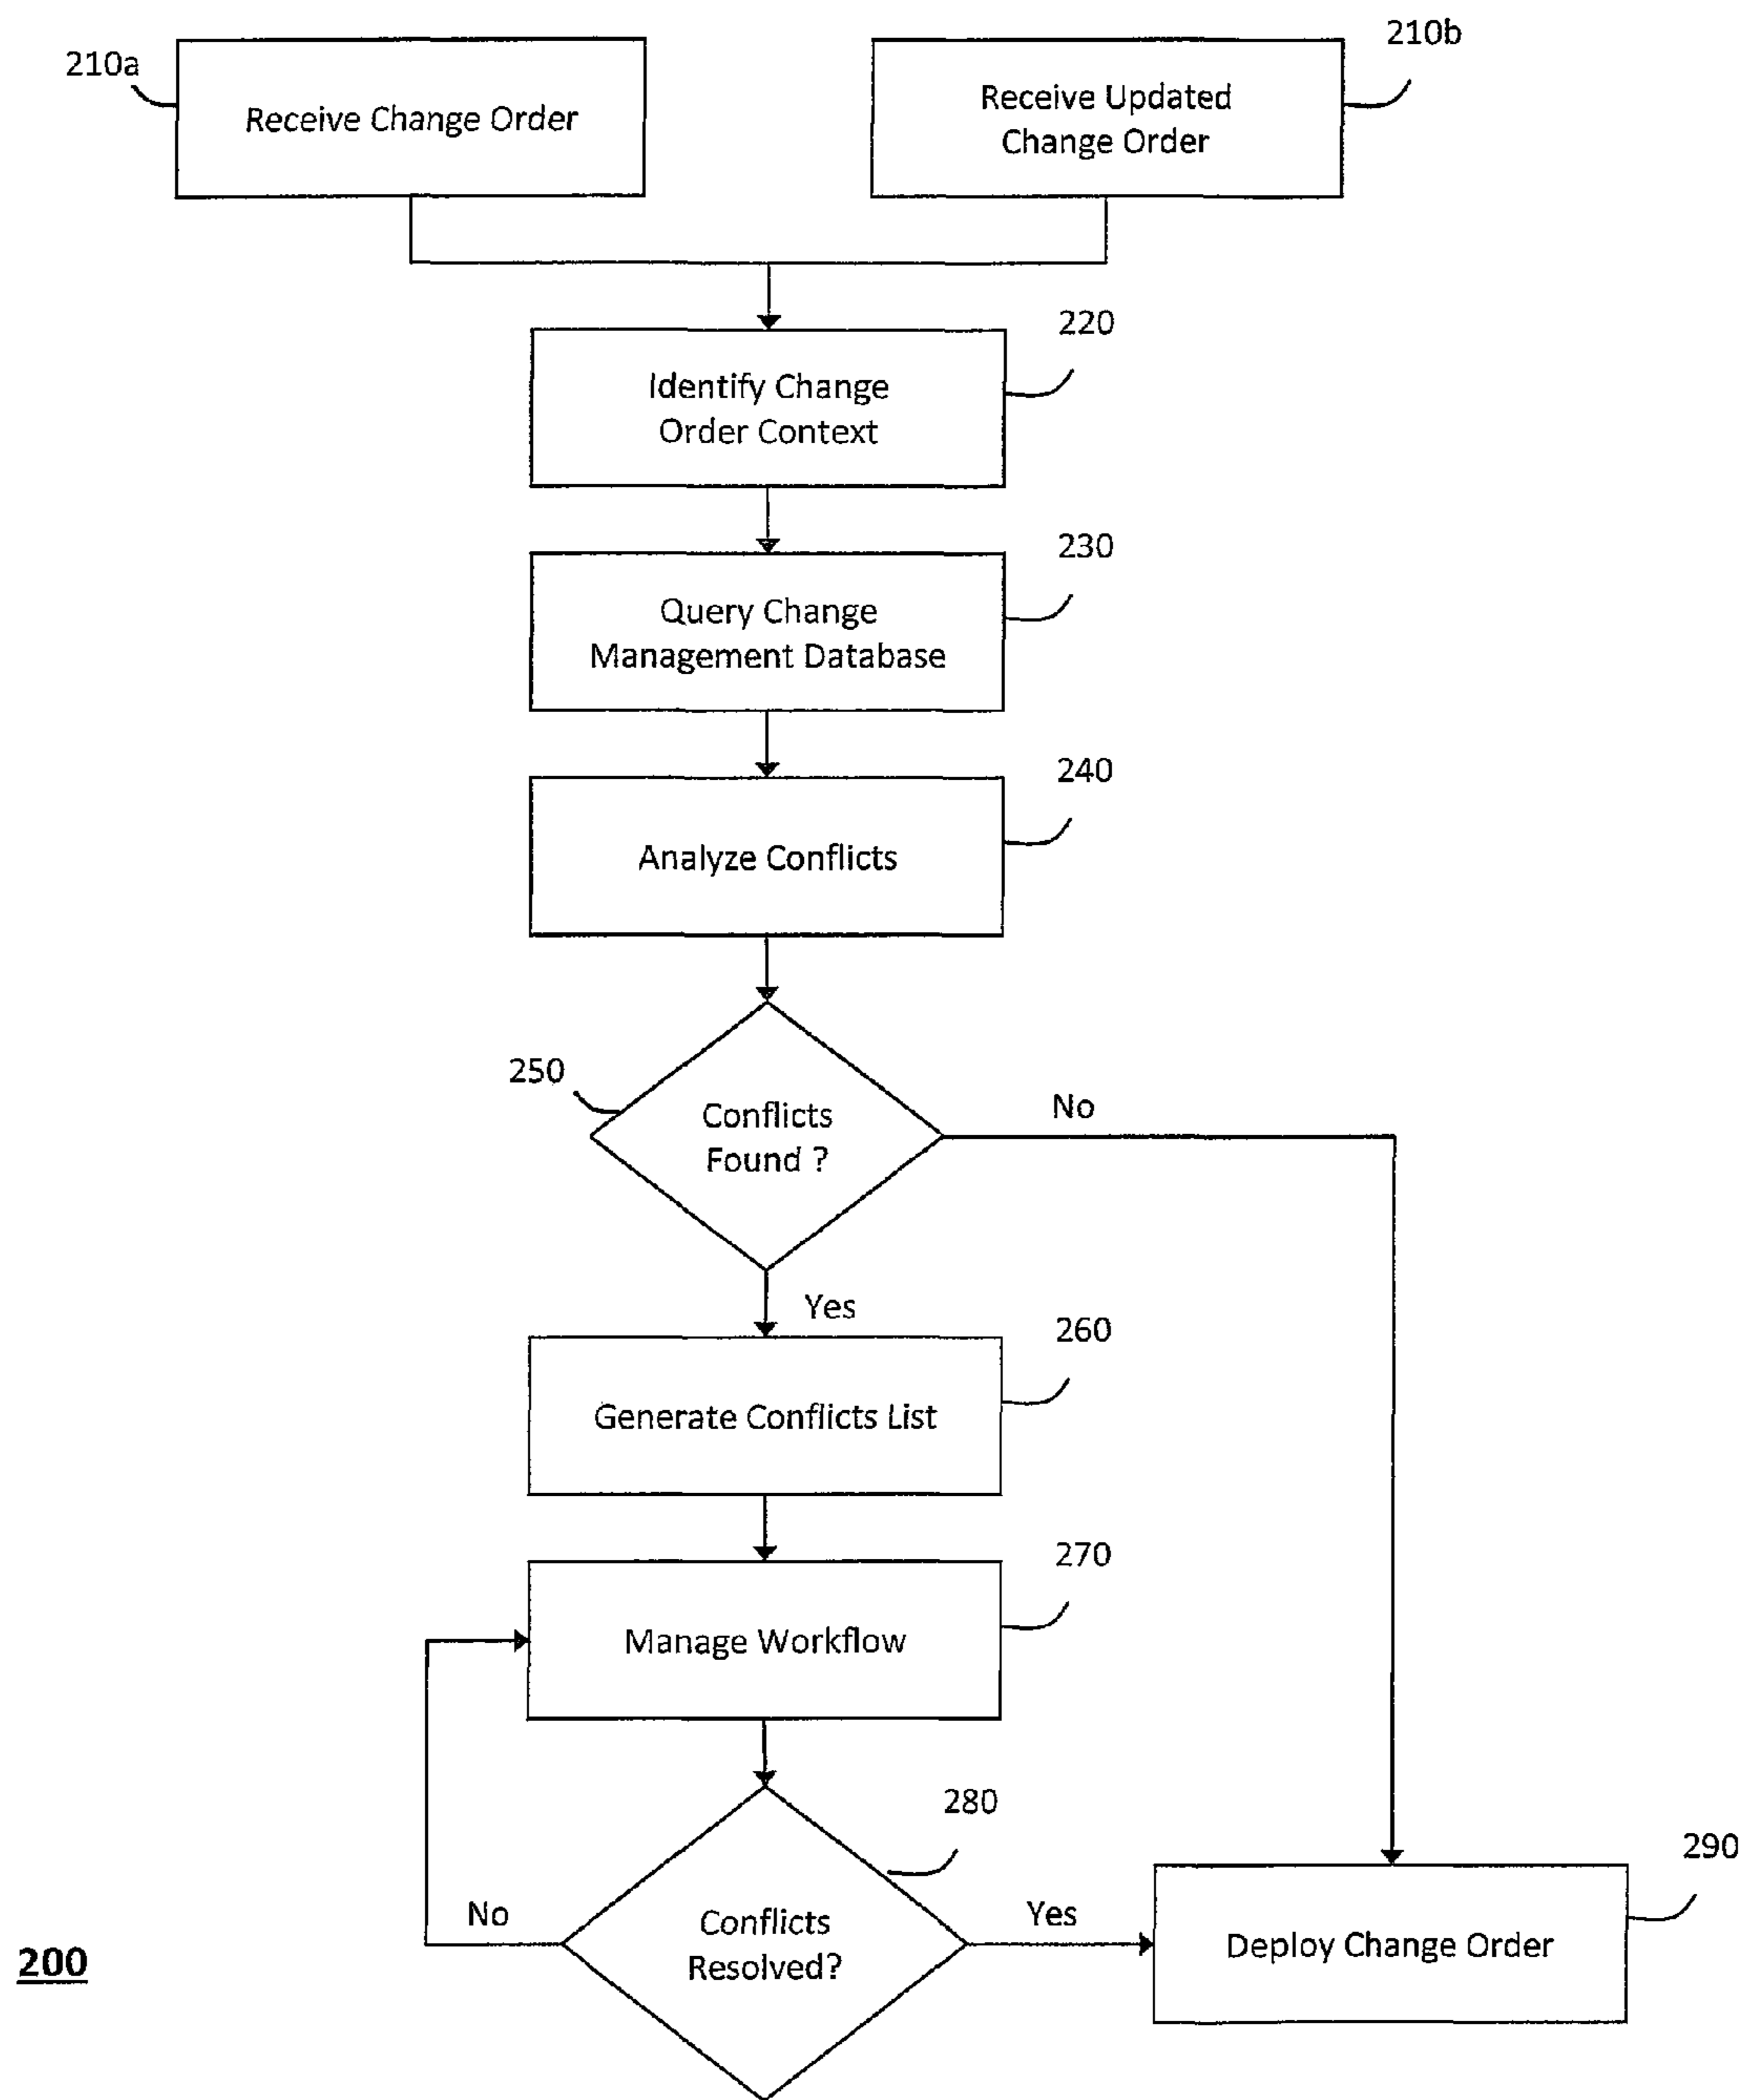 210a
Receive Change Order
210b
Receive Updated
Change Order
220
Identify Change
Order Context
230
Query Change
Management Database
240
Analyze Conflicts
250
Conflicts
Found ?
No
Yes
260
Generate Conflicts List
270
Manage Workflow
280
Conflicts
Resolved?
No
Yes
290
Deploy Change Order
200